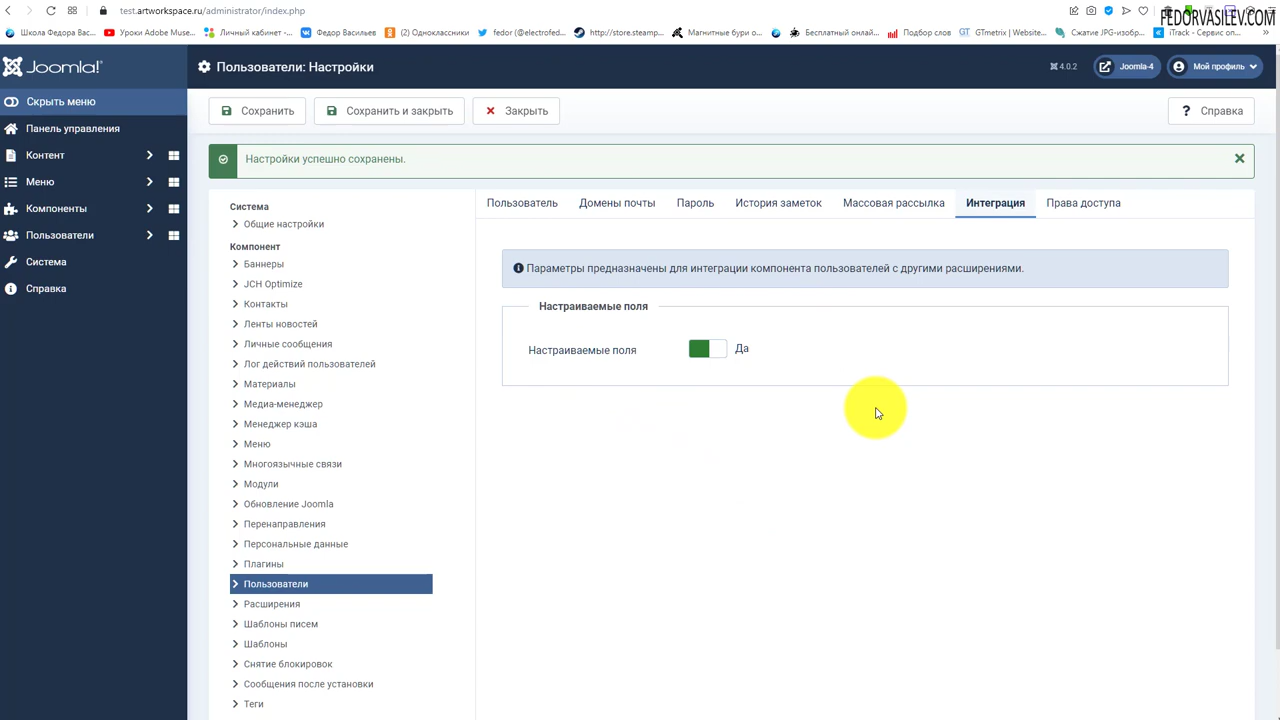 test.artworkspace.ru/administrator/index.php
FEDORVASILEV.COM
Школа Федора Вас...
Уроки Adobe Muse...
Личный кабинет -...
Федор Васильев
(2) Одноклассники
fedor (@electrofed...
http://store.steamp...
Магнитные буры о...
Бесплатный онлай...
Подбор слов
GTmetrix | Website...
Сжатие JPG-изобр...
iTrack - Сервис оп...
Joomla!
Пользователи: Настройки
4.0.2
Joomla-4
Мой профиль
Скрыть меню
Панель управления
Контент
Меню
Компоненты
Пользователи
Система
Справка
Сохранить
Сохранить и закрыть
Закрыть
Справка
Настройки успешно сохранены.
Система
Общие настройки
Компонент
Баннеры
JCH Optimize
Контакты
Ленты новостей
Личные сообщения
Лог действий пользователей
Материалы
Медиа-менеджер
Менеджер кэша
Меню
Многоязычные связи
Модули
Обновление Joomla
Перенаправления
Персональные данные
Плагины
Пользователи
Расширения
Шаблоны писем
Шаблоны
Снятие блокировок
Сообщения после установки
Теги
Пользователь
Домены почты
Пароль
История заметок
Массовая рассылка
Интеграция
Права доступа
Параметры предназначены для интеграции компонента пользователей с другими расширениями.
Настраиваемые поля
Настраиваемые поля
Да